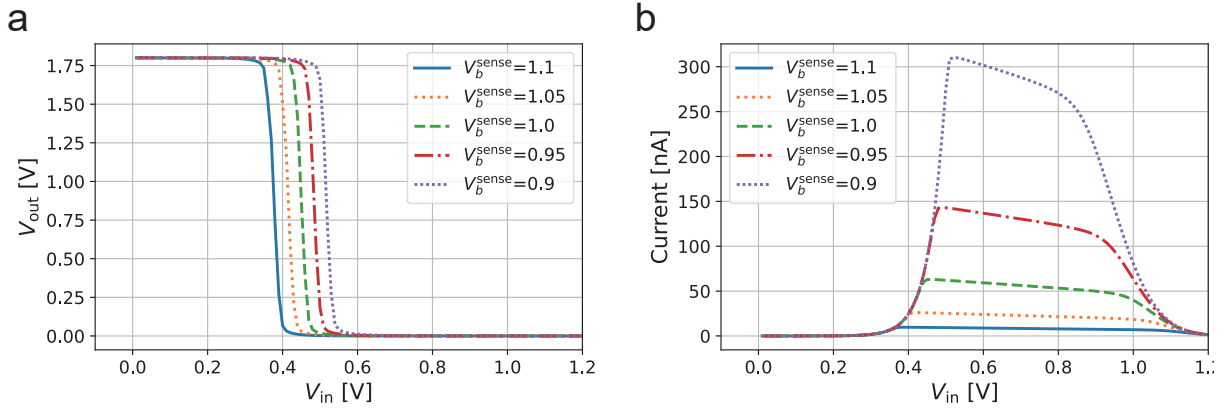 a
1.75
1.50
1.25
1.00
0.75
0.50
0.25
0.00
V_out [V]
0.0 0.2 0.4 0.6 0.8 1.0 1.2
V_in [V]
V_b^sense=1.1
V_b^sense=1.05
V_b^sense=1.0
V_b^sense=0.95
V_b^sense=0.9
b
300
250
200
150
100
50
0
Current [nA]
0.0 0.2 0.4 0.6 0.8 1.0 1.2
V_in [V]
V_b^sense=1.1
V_b^sense=1.05
V_b^sense=1.0
V_b^sense=0.95
V_b^sense=0.9